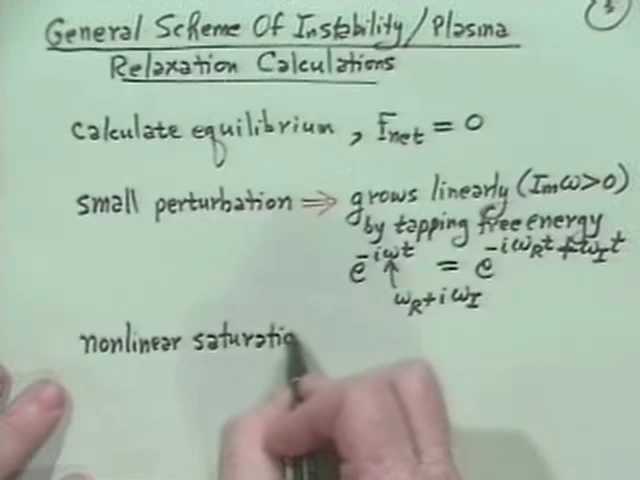 General Scheme Of Instability/Plasma
Relaxation Calculations
calculate equilibrium, Fnet = 0
small perturbation ⇒ grows linearly (Im ω > 0)
by tapping free energy
e^-iωt = e^-iω_R t + ω_I t
↑
ω_R + iω_I
nonlinear saturatio